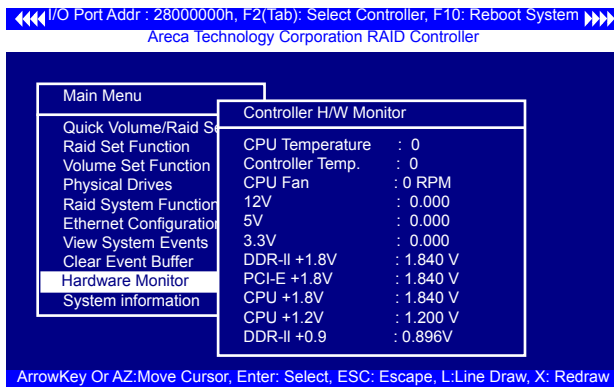 I/O Port Addr : 28000000h, F2(Tab): Select Controller, F10: Reboot System
Areca Technology Corporation RAID Controller
Main Menu
Quick Volume/Raid S
Raid Set Function
Volume Set Function
Physical Drives
Raid System Function
Ethernet Configuration
View System Events
Clear Event Buffer
Hardware Monitor
System information
Controller H/W Monitor
CPU Temperature : 0
Controller Temp. : 0
CPU Fan : 0 RPM
12V : 0.000
5V : 0.000
3.3V : 0.000
DDR-II +1.8V : 1.840 V
PCI-E +1.8V : 1.840 V
CPU +1.8V : 1.840 V
CPU +1.2V : 1.200 V
DDR-II +0.9 : 0.896V
ArrowKey Or AZ:Move Cursor, Enter: Select, ESC: Escape, L:Line Draw, X: Redraw